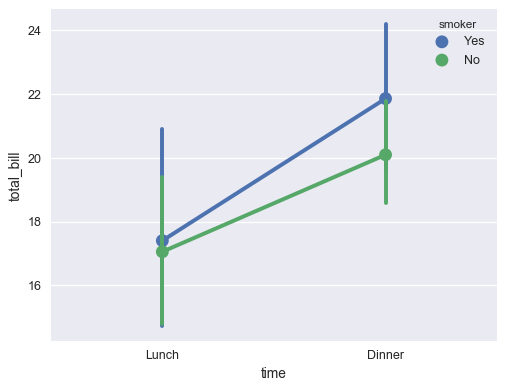 smoker
Yes
No
24
22
20
18
16
total_bill
Lunch
Dinner
time